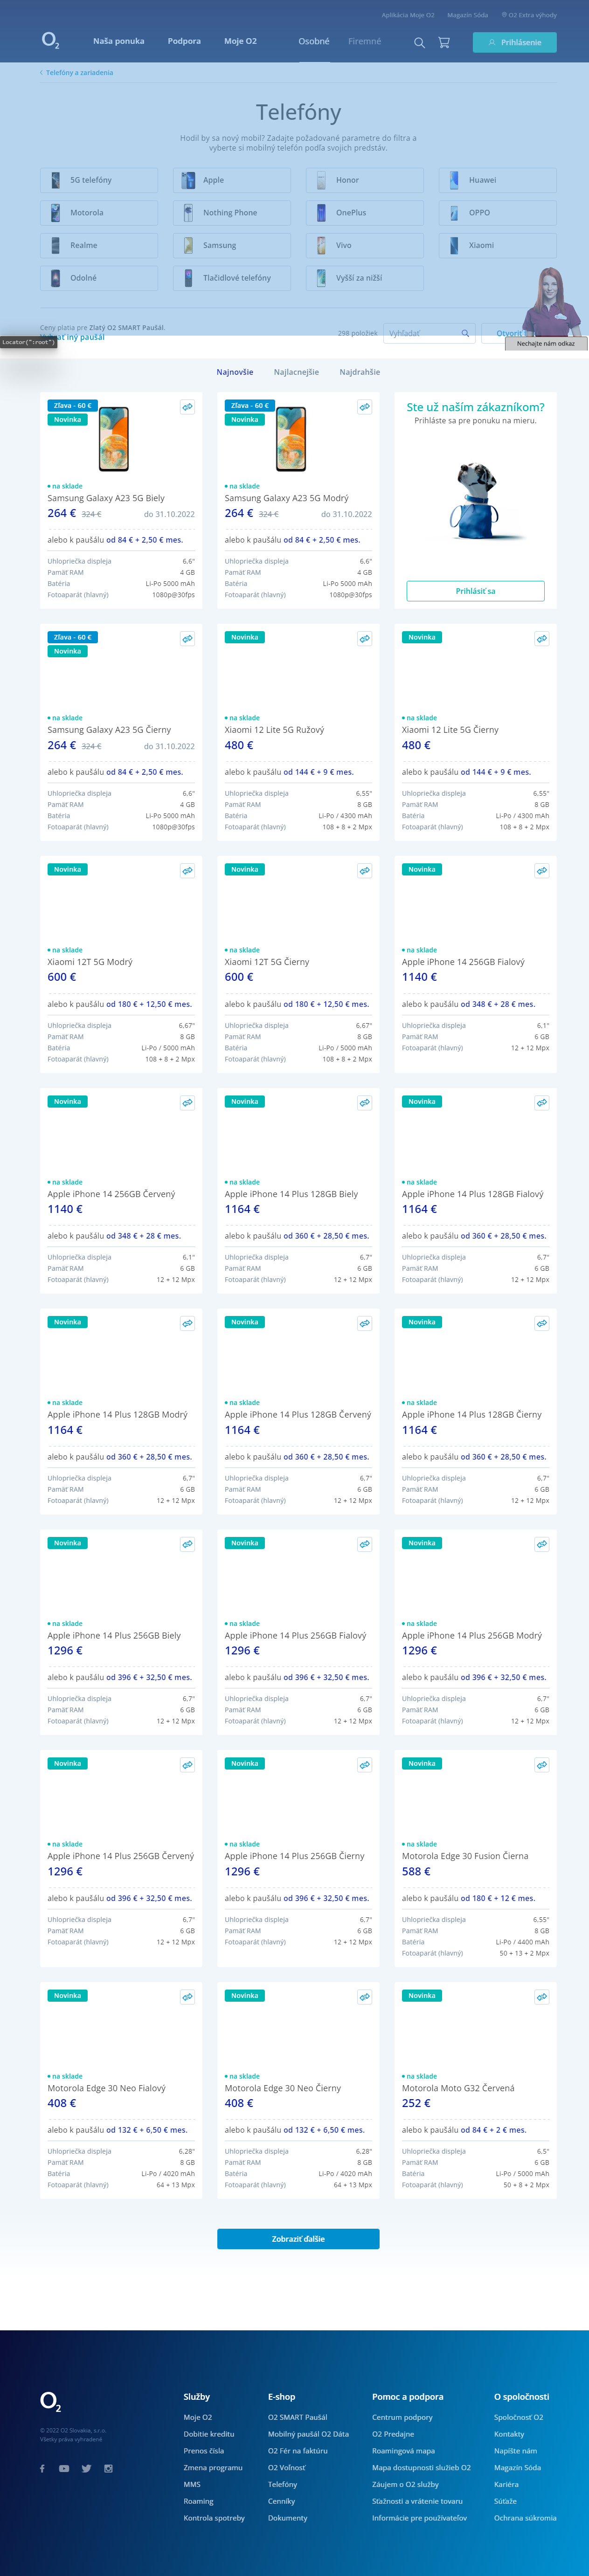 Aplikácia Moje O2 Magazín Sóda O2 Extra výhody
O2 Naša ponuka Podpora Moje O2 Osobné Firemné Prihlásenie
Telefóny a zariadenia
Telefóny
Hodil by sa nový mobil? Zadajte požadované parametre do filtra a
vyberte si mobilný telefón podľa svojich predstáv.
5G telefóny Apple Honor Huawei
Motorola Nothing Phone OnePlus OPPO
Realme Samsung Vivo Xiaomi
Odolné Tlačidlové telefóny Vyšší za nižší
Ceny platia pre Zlatý O2 SMART Paušál.
298 položiek Vyhľadať Otvoriť
iný paušál
Locator(":root")
Nechajte nám odkaz
Najnovšie Najlacnejšie Najdrahšie
Zľava - 60 €
Novinka
na sklade
Samsung Galaxy A23 5G Biely
264 € 324 € do 31.10.2022
alebo k paušálu od 84 € + 2,50 € mes.
Uhlopriečka displeja 6,6"
Pamäť RAM 4 GB
Batéria Li-Po 5000 mAh
Fotoaparát (hlavný) 1080p@30fps
Zľava - 60 €
Novinka
na sklade
Samsung Galaxy A23 5G Modrý
264 € 324 € do 31.10.2022
alebo k paušálu od 84 € + 2,50 € mes.
Uhlopriečka displeja 6,6"
Pamäť RAM 4 GB
Batéria Li-Po 5000 mAh
Fotoaparát (hlavný) 1080p@30fps
Ste už naším zákazníkom?
Prihláste sa pre ponuku na mieru.
Prihlásiť sa
Zľava - 60 €
Novinka
na sklade
Samsung Galaxy A23 5G Čierny
264 € 324 € do 31.10.2022
alebo k paušálu od 84 € + 2,50 € mes.
Uhlopriečka displeja 6,6"
Pamäť RAM 4 GB
Batéria Li-Po 5000 mAh
Fotoaparát (hlavný) 1080p@30fps
Novinka
na sklade
Xiaomi 12 Lite 5G Ružový
480 €
alebo k paušálu od 144 € + 9 € mes.
Uhlopriečka displeja 6,55"
Pamäť RAM 8 GB
Batéria Li-Po / 4300 mAh
Fotoaparát (hlavný) 108 + 8 + 2 Mpx
Novinka
na sklade
Xiaomi 12 Lite 5G Čierny
480 €
alebo k paušálu od 144 € + 9 € mes.
Uhlopriečka displeja 6,55"
Pamäť RAM 8 GB
Batéria Li-Po / 4300 mAh
Fotoaparát (hlavný) 108 + 8 + 2 Mpx
Novinka
na sklade
Xiaomi 12T 5G Modrý
600 €
alebo k paušálu od 180 € + 12,50 € mes.
Uhlopriečka displeja 6,67"
Pamäť RAM 8 GB
Batéria Li-Po / 5000 mAh
Fotoaparát (hlavný) 108 + 8 + 2 Mpx
Novinka
na sklade
Xiaomi 12T 5G Čierny
600 €
alebo k paušálu od 180 € + 12,50 € mes.
Uhlopriečka displeja 6,67"
Pamäť RAM 8 GB
Batéria Li-Po / 5000 mAh
Fotoaparát (hlavný) 108 + 8 + 2 Mpx
Novinka
na sklade
Apple iPhone 14 256GB Fialový
1140 €
alebo k paušálu od 348 € + 28 € mes.
Uhlopriečka displeja 6,1"
Pamäť RAM 6 GB
Fotoaparát (hlavný) 12 + 12 Mpx
Novinka
na sklade
Apple iPhone 14 256GB Červený
1140 €
alebo k paušálu od 348 € + 28 € mes.
Uhlopriečka displeja 6,1"
Pamäť RAM 6 GB
Fotoaparát (hlavný) 12 + 12 Mpx
Novinka
na sklade
Apple iPhone 14 Plus 128GB Biely
1164 €
alebo k paušálu od 360 € + 28,50 € mes.
Uhlopriečka displeja 6,7"
Pamäť RAM 6 GB
Fotoaparát (hlavný) 12 + 12 Mpx
Novinka
na sklade
Apple iPhone 14 Plus 128GB Fialový
1164 €
alebo k paušálu od 360 € + 28,50 € mes.
Uhlopriečka displeja 6,7"
Pamäť RAM 6 GB
Fotoaparát (hlavný) 12 + 12 Mpx
Novinka
na sklade
Apple iPhone 14 Plus 128GB Modrý
1164 €
alebo k paušálu od 360 € + 28,50 € mes.
Uhlopriečka displeja 6,7"
Pamäť RAM 6 GB
Fotoaparát (hlavný) 12 + 12 Mpx
Novinka
na sklade
Apple iPhone 14 Plus 128GB Červený
1164 €
alebo k paušálu od 360 € + 28,50 € mes.
Uhlopriečka displeja 6,7"
Pamäť RAM 6 GB
Fotoaparát (hlavný) 12 + 12 Mpx
Novinka
na sklade
Apple iPhone 14 Plus 128GB Čierny
1164 €
alebo k paušálu od 360 € + 28,50 € mes.
Uhlopriečka displeja 6,7"
Pamäť RAM 6 GB
Fotoaparát (hlavný) 12 + 12 Mpx
Novinka
na sklade
Apple iPhone 14 Plus 256GB Biely
1296 €
alebo k paušálu od 396 € + 32,50 € mes.
Uhlopriečka displeja 6,7"
Pamäť RAM 6 GB
Fotoaparát (hlavný) 12 + 12 Mpx
Novinka
na sklade
Apple iPhone 14 Plus 256GB Fialový
1296 €
alebo k paušálu od 396 € + 32,50 € mes.
Uhlopriečka displeja 6,7"
Pamäť RAM 6 GB
Fotoaparát (hlavný) 12 + 12 Mpx
Novinka
na sklade
Apple iPhone 14 Plus 256GB Modrý
1296 €
alebo k paušálu od 396 € + 32,50 € mes.
Uhlopriečka displeja 6,7"
Pamäť RAM 6 GB
Fotoaparát (hlavný) 12 + 12 Mpx
Novinka
na sklade
Apple iPhone 14 Plus 256GB Červený
1296 €
alebo k paušálu od 396 € + 32,50 € mes.
Uhlopriečka displeja 6,7"
Pamäť RAM 6 GB
Fotoaparát (hlavný) 12 + 12 Mpx
Novinka
na sklade
Apple iPhone 14 Plus 256GB Čierny
1296 €
alebo k paušálu od 396 € + 32,50 € mes.
Uhlopriečka displeja 6,7"
Pamäť RAM 6 GB
Fotoaparát (hlavný) 12 + 12 Mpx
Novinka
na sklade
Motorola Edge 30 Fusion Čierna
588 €
alebo k paušálu od 180 € + 12 € mes.
Uhlopriečka displeja 6,55"
Pamäť RAM 8 GB
Batéria Li-Po / 4400 mAh
Fotoaparát (hlavný) 50 + 13 + 2 Mpx
Novinka
na sklade
Motorola Edge 30 Neo Fialový
408 €
alebo k paušálu od 132 € + 6,50 € mes.
Uhlopriečka displeja 6,28"
Pamäť RAM 8 GB
Batéria Li-Po / 4020 mAh
Fotoaparát (hlavný) 64 + 13 Mpx
Novinka
na sklade
Motorola Edge 30 Neo Čierny
408 €
alebo k paušálu od 132 € + 6,50 € mes.
Uhlopriečka displeja 6,28"
Pamäť RAM 8 GB
Batéria Li-Po / 4020 mAh
Fotoaparát (hlavný) 64 + 13 Mpx
Novinka
na sklade
Motorola Moto G32 Červená
252 €
alebo k paušálu od 84 € + 2 € mes.
Uhlopriečka displeja 6,5"
Pamäť RAM 6 GB
Batéria Li-Po / 5000 mAh
Fotoaparát (hlavný) 50 + 8 + 2 Mpx
Zobraziť ďalšie
O2
© 2022 O2 Slovakia, s.r.o.
Všetky práva vyhradené
Služby
Moje O2
Dobitie kreditu
Prenos čísla
Zmena programu
MMS
Roaming
Kontrola spotreby
E-shop
O2 SMART Paušál
Mobilný paušál O2 Dáta
O2 Fér na faktúru
O2 Voľnosť
Telefóny
Cenníky
Dokumenty
Pomoc a podpora
Centrum podpory
O2 Predajne
Roamingová mapa
Mapa dostupnosti služieb O2
Záujem o O2 služby
Sťažnosti a vrátenie tovaru
Informácie pre používateľov
O spoločnosti
Spoločnosť O2
Kontakty
Napíšte nám
Magazín Sóda
Kariéra
Súťaže
Ochrana súkromia